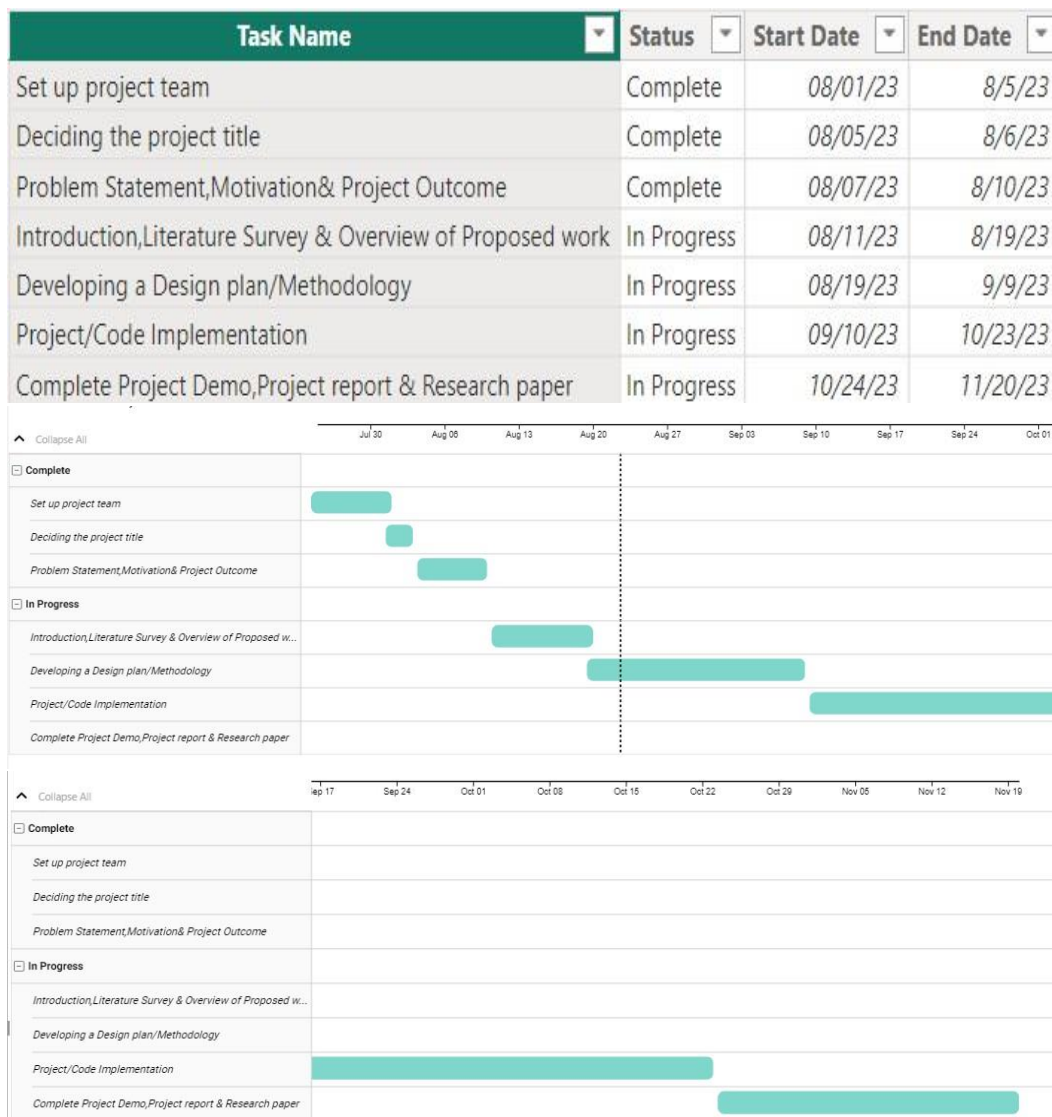 Task Name Status Start Date End Date
Set up project team Complete 08/01/23 8/5/23
Deciding the project title Complete 08/05/23 8/6/23
Problem Statement,Motivation& Project Outcome Complete 08/07/23 8/10/23
Introduction,Literature Survey & Overview of Proposed work In Progress 08/11/23 8/19/23
Developing a Design plan/Methodology In Progress 08/19/23 9/9/23
Project/Code Implementation In Progress 09/10/23 10/23/23
Complete Project Demo,Project report & Research paper In Progress 10/24/23 11/20/23
Collapse All Jul 30 Aug 06 Aug 13 Aug 20 Aug 27 Sep 03 Sep 10 Sep 17 Sep 24 Oct 01
Complete
Set up project team
Deciding the project title
Problem Statement,Motivation& Project Outcome
In Progress
Introduction,Literature Survey & Overview of Proposed w...
Developing a Design plan/Methodology
Project/Code Implementation
Complete Project Demo,Project report & Research paper
Collapse All Sep 17 Sep 24 Oct 01 Oct 08 Oct 15 Oct 22 Oct 29 Nov 05 Nov 12 Nov 19
Complete
Set up project team
Deciding the project title
Problem Statement,Motivation& Project Outcome
In Progress
Introduction,Literature Survey & Overview of Proposed w...
Developing a Design plan/Methodology
Project/Code Implementation
Complete Project Demo,Project report & Research paper